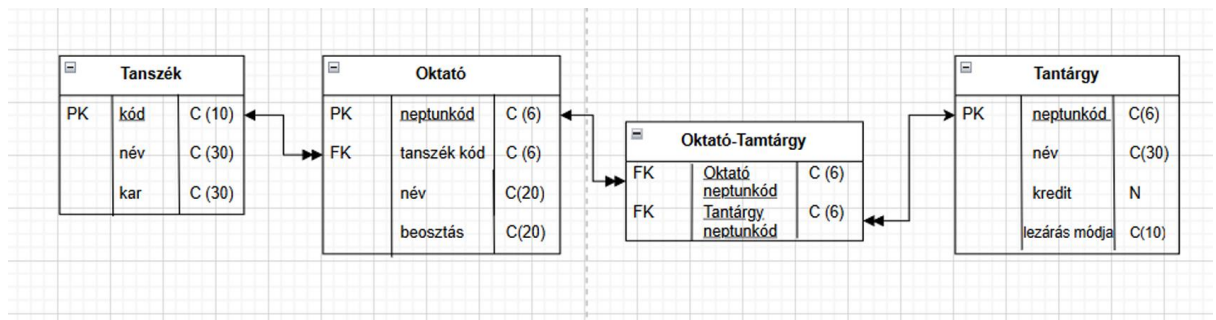 Tanszék
PK kód C (10)
név C (30)
kar C (30)
Oktató
PK neptunkód C (6)
FK tanszék kód C (6)
név C(20)
beosztás C(20)
Oktató-Tamtárgy
FK Oktató C (6)
neptunkód
FK Tantárgy C (6)
neptunkód
Tantárgy
PK neptunkód C(6)
név C(30)
kredit N
lezárás módja C(10)